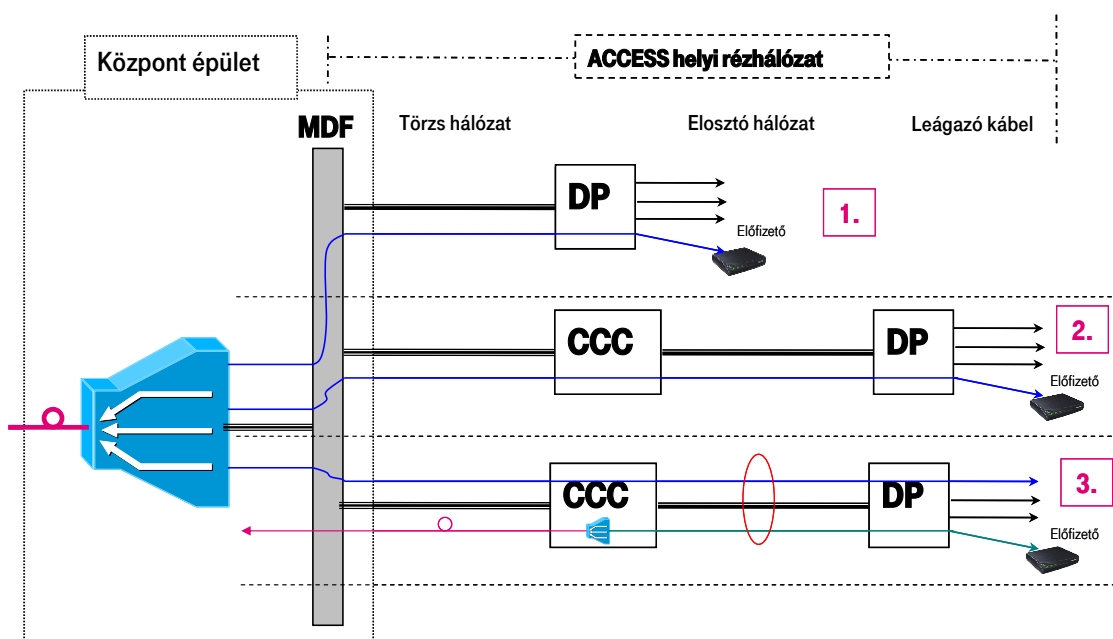 Központ épület
ACCESS helyi rézhálózat
MDF
Törzs hálózat
Elosztó hálózat
Leágazó kábel
DP
1.
Előfizető
CCC
DP
2.
Előfizető
CCC
DP
3.
Előfizető